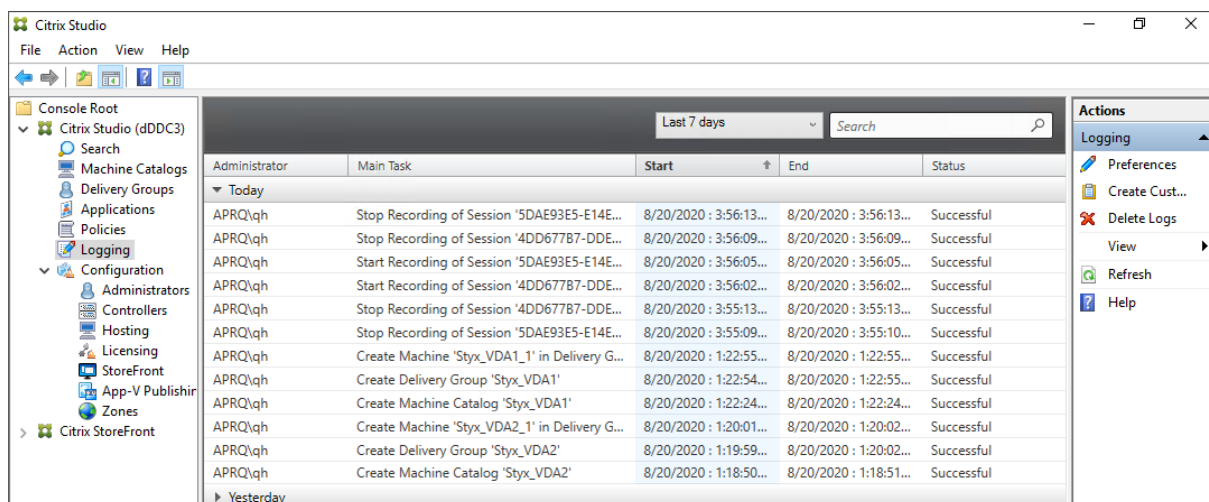 Citrix Studio
File Action View Help
Console Root
Citrix Studio (dDDC3)
Search
Machine Catalogs
Delivery Groups
Applications
Policies
Logging
Configuration
Administrators
Controllers
Hosting
Licensing
StoreFront
App-V Publishin
Zones
Citrix StoreFront
Last 7 days Search
Administrator Main Task Start End Status
Today
APRQ\qh Stop Recording of Session '5DAE93E5-E14E... 8/20/2020 : 3:56:13... 8/20/2020 : 3:56:13... Successful
APRQ\qh Stop Recording of Session '4DD677B7-DDE... 8/20/2020 : 3:56:09... 8/20/2020 : 3:56:09... Successful
APRQ\qh Start Recording of Session '5DAE93E5-E14E... 8/20/2020 : 3:56:05... 8/20/2020 : 3:56:05... Successful
APRQ\qh Start Recording of Session '4DD677B7-DDE... 8/20/2020 : 3:56:02... 8/20/2020 : 3:56:02... Successful
APRQ\qh Stop Recording of Session '4DD677B7-DDE... 8/20/2020 : 3:55:13... 8/20/2020 : 3:55:13... Successful
APRQ\qh Stop Recording of Session '5DAE93E5-E14E... 8/20/2020 : 3:55:09... 8/20/2020 : 3:55:10... Successful
APRQ\qh Create Machine 'Styx_VDA1_1' in Delivery G... 8/20/2020 : 1:22:55... 8/20/2020 : 1:22:55... Successful
APRQ\qh Create Delivery Group 'Styx_VDA1' 8/20/2020 : 1:22:54... 8/20/2020 : 1:22:55... Successful
APRQ\qh Create Machine Catalog 'Styx_VDA1' 8/20/2020 : 1:22:24... 8/20/2020 : 1:22:24... Successful
APRQ\qh Create Machine 'Styx_VDA2_1' in Delivery G... 8/20/2020 : 1:20:01... 8/20/2020 : 1:20:02... Successful
APRQ\qh Create Delivery Group 'Styx_VDA2' 8/20/2020 : 1:19:59... 8/20/2020 : 1:20:02... Successful
APRQ\qh Create Machine Catalog 'Styx_VDA2' 8/20/2020 : 1:18:50... 8/20/2020 : 1:18:51... Successful
Yesterday
Actions
Logging
Preferences
Create Cust...
Delete Logs
View
Refresh
Help